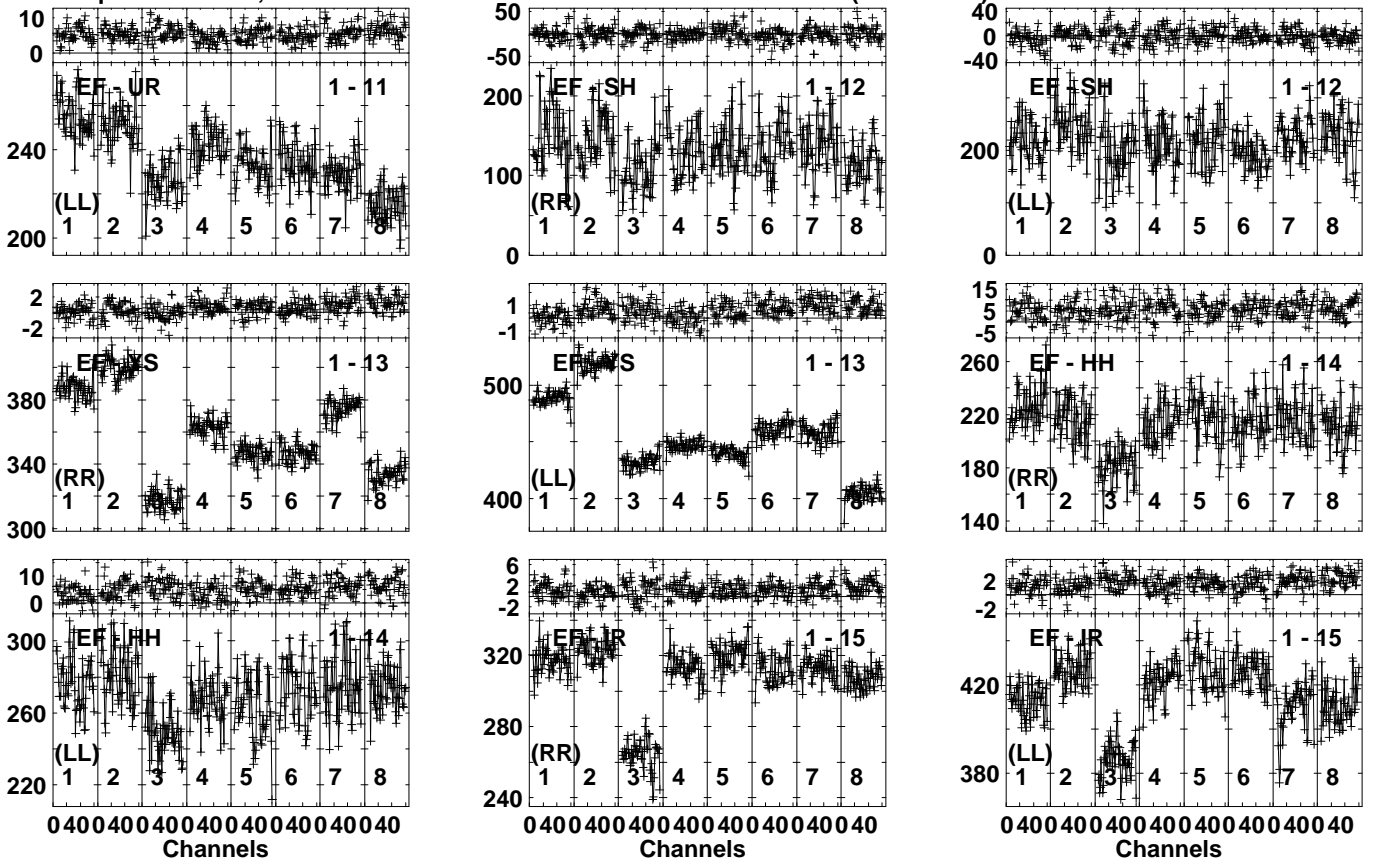 10
0
EF - UR 1 - 11
240
200
(LL)
1 2 3 4 5 6 7 8
50
-50
EF - SH 1 - 12
200
100
0
(RR)
1 2 3 4 5 6 7 8
40
0
-40
EF - SH 1 - 12
200
0
(LL)
1 2 3 4 5 6 7 8
2
-2
EF - YS 1 - 13
380
340
300
(RR)
1 2 3 4 5 6 7 8
1
-1
EF - YS 1 - 13
500
400
(LL)
1 2 3 4 5 6 7 8
15
5
-5
EF - HH 1 - 14
260
220
180
140
(RR)
1 2 3 4 5 6 7 8
10
0
EF - HH 1 - 14
300
260
220
(LL)
1 2 3 4 5 6 7 8
0 40 0 40 0 40 0 40 0 40 0 40 0 40 0 40
Channels
6
2
-2
EF - IR 1 - 15
320
280
240
(RR)
1 2 3 4 5 6 7 8
0 40 0 40 0 40 0 40 0 40 0 40 0 40 0 40
Channels
2
-2
EF - IR 1 - 15
420
380
(LL)
1 2 3 4 5 6 7 8
0 40 0 40 0 40 0 40 0 40 0 40 0 40 0 40
Channels